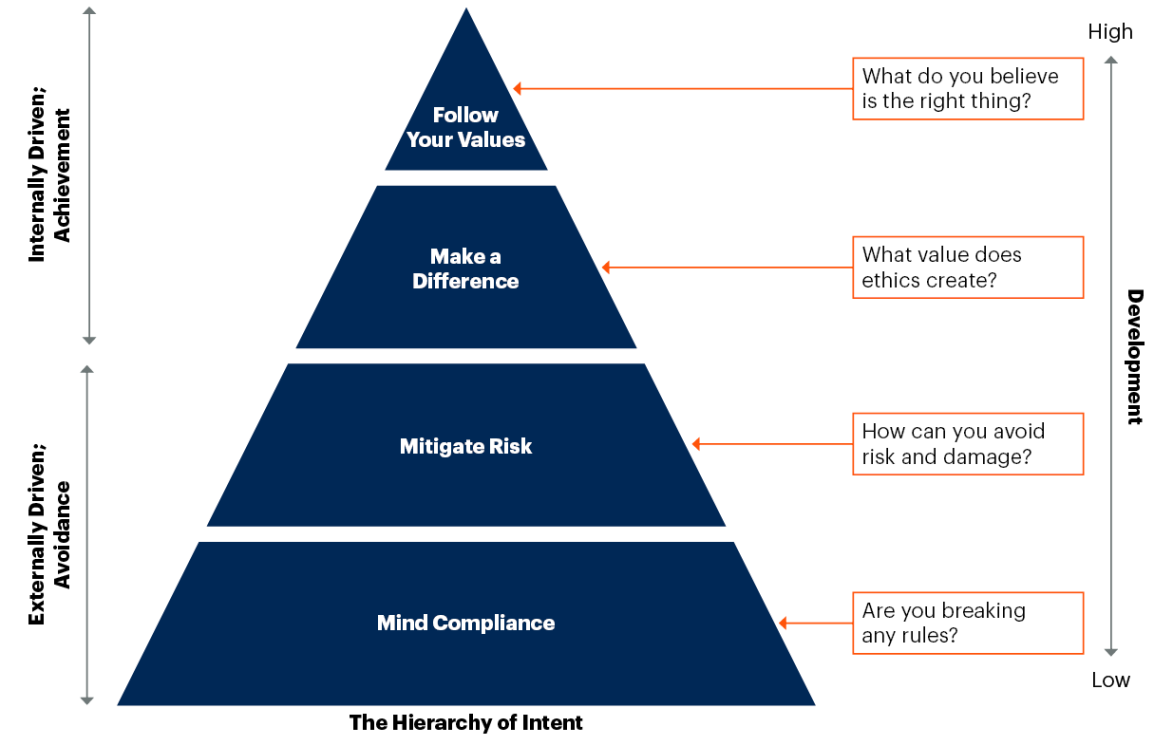 High
Internally Driven;
Achievement
Follow
Your Values
What do you believe
is the right thing?
Make a
Difference
What value does
ethics create?
Development
Externally Driven;
Avoidance
Mitigate Risk
How can you avoid
risk and damage?
Mind Compliance
Are you breaking
any rules?
Low
The Hierarchy of Intent